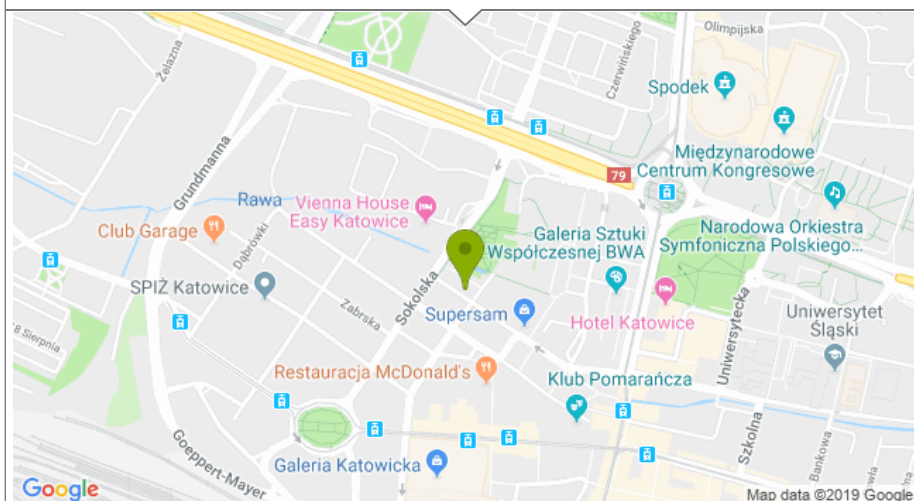 Olimpijska
Żelazna
Czerwińskiego
Spodek
Międzynarodowe
Centrum Kongresowe
79
Grundmanna
Rawa
Vienna House
Easy Katowice
Club Garage
Dąbrówki
Galeria Sztuki
Współczesnej BWA
Narodowa Orkiestra
Symfoniczna Polskiego...
SPIŻ Katowice
Sokolska
Zabrska
Supersam
Hotel Katowice
Uniwersytecka
Uniwersytet
Śląski
8 Sierpnia
Restauracja McDonald's
Klub Pomarańcza
Goeppert-Mayer
Galeria Katowicka
Szkolna
Bankowa
Google
Map data ©2019 Google